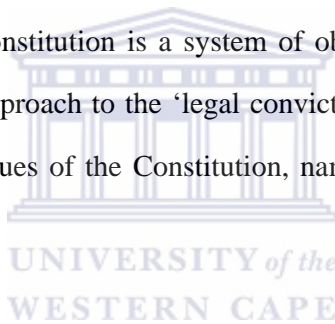 onstitution is a system of ob
proach to the ‘legal convict
ues of the Constitution, nar
UNIVERSITY of the
WESTERN CAPE